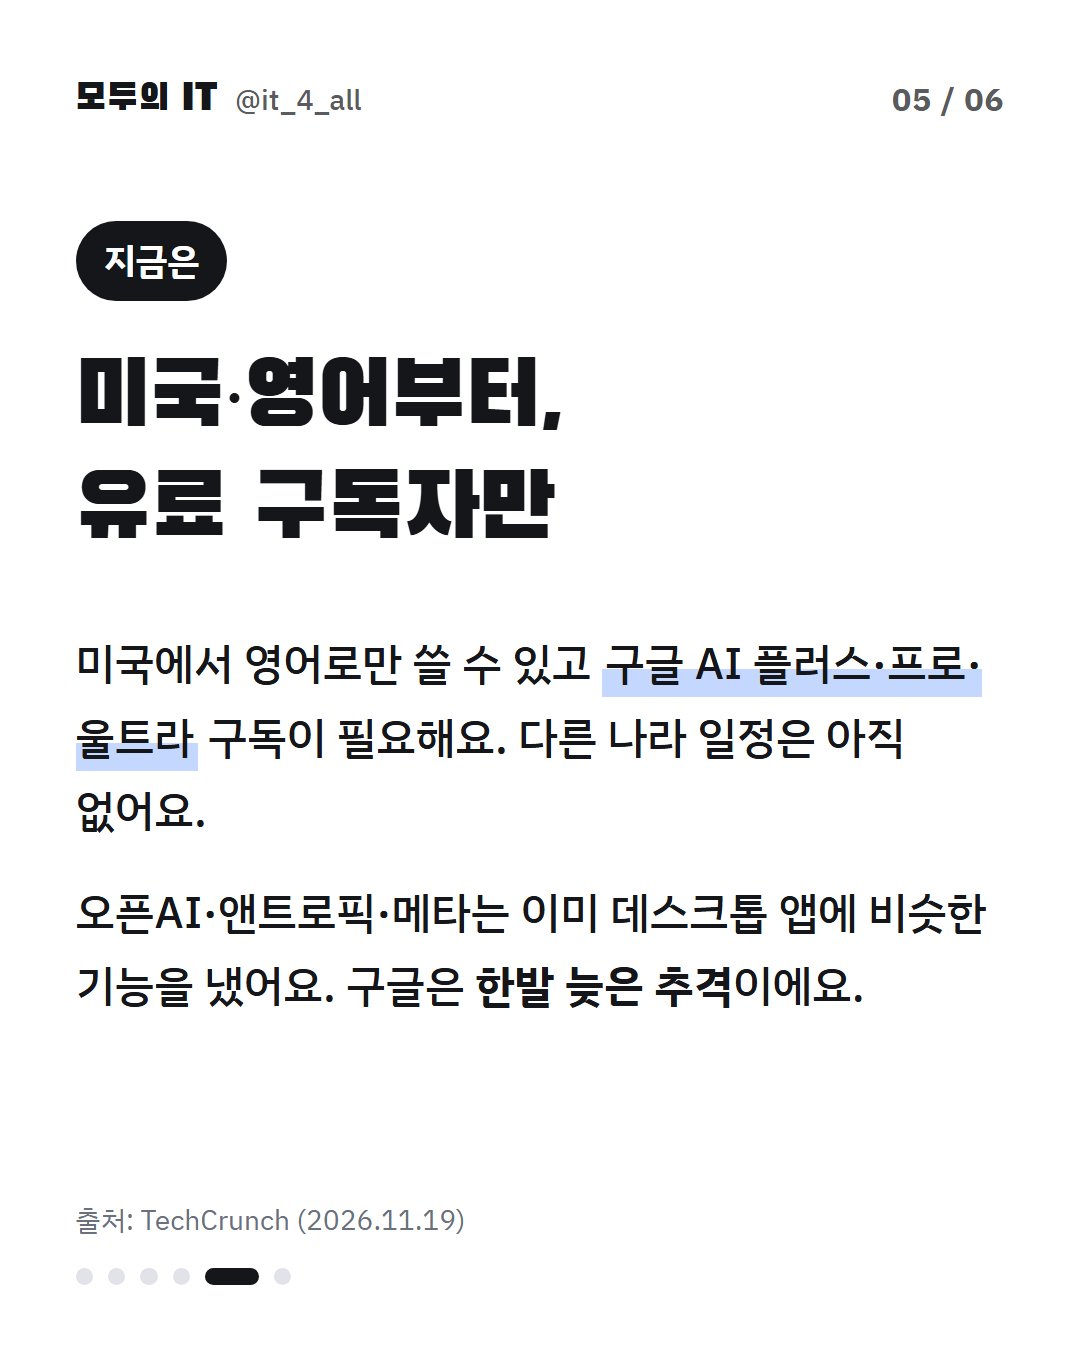 모두의 IT @it_4_all
05 / 06
지금은
미국·영어부터,
유료 구독자만
미국에서 영어로만 쓸 수 있고 구글 AI 플러스·프로·
울트라 구독이 필요해요. 다른 나라 일정은 아직
없어요.
오픈AI·앤트로픽·메타는 이미 데스크톱 앱에 비슷한
기능을 냈어요. 구글은 한발 늦은 추격이에요.
출처: TechCrunch (2026.11.19)